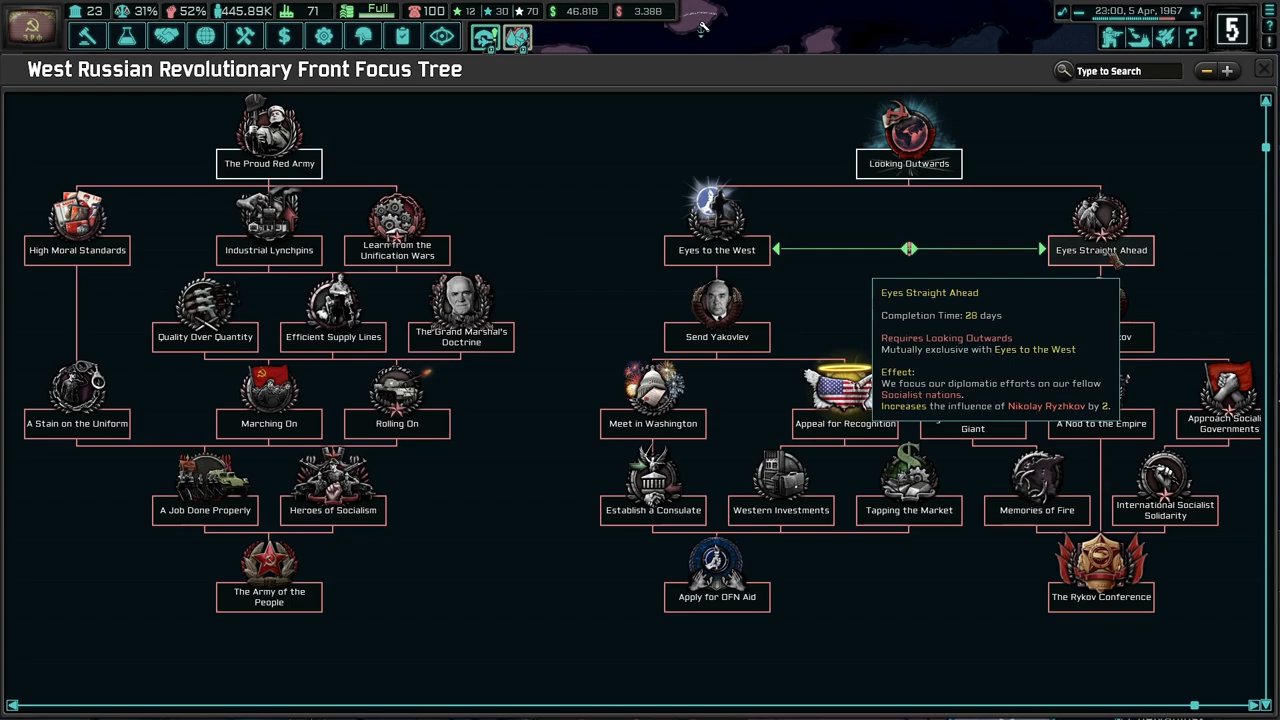 23 31% 52% 445.89K 71 Full 100 12 30 70 $ 46.81B $ 3.38B
23:00, 5 Apr, 1967
5
West Russian Revolutionary Front Focus Tree
Type to Search
The Proud Red Army
Looking Outwards
High Moral Standards
Industrial Lynchpins
Learn from the
Unification Wars
Eyes to the West
Eyes Straight Ahead
Quality Over Quantity
Efficient Supply Lines
The Grand Marshal's
Doctrine
Send Yakovlev
Eyes Straight Ahead
Completion Time: 28 days
Requires Looking Outwards
Mutually exclusive with Eyes to the West
Effect:
We focus our diplomatic efforts on our fellow
Socialist nations.
Increases the influence of Nikolay Ryzhkov by 2.
A Stain on the Uniform
Marching On
Rolling On
Meet in Washington
Appeal for Recognition
Giant
A Nod to the Empire
Approach Sociali
Governments
A Job Done Properly
Heroes of Socialism
Establish a Consulate
Western Investments
Tapping the Market
Memories of Fire
International Socialist
Solidarity
The Army of the
People
Apply for OFN Aid
The Rykov Conference